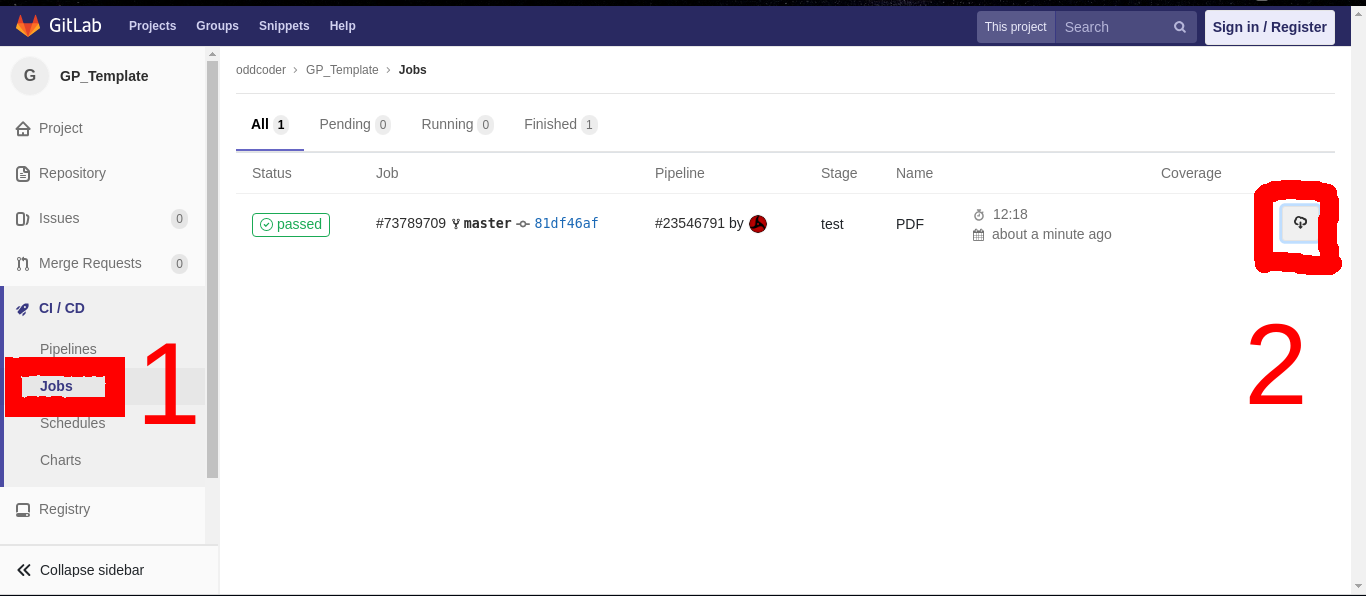 GitLab Projects Groups Snippets Help This project Search Sign in / Register
G GP_Template
oddcoder › GP_Template › Jobs
Project
Repository
Issues 0
Merge Requests 0
CI / CD
Pipelines
Jobs
Schedules
Charts
Registry
Collapse sidebar
1
All 1 Pending 0 Running 0 Finished 1
Status Job Pipeline Stage Name Coverage
passed #73789709 master 81df46af #23546791 by test PDF 12:18
about a minute ago
2